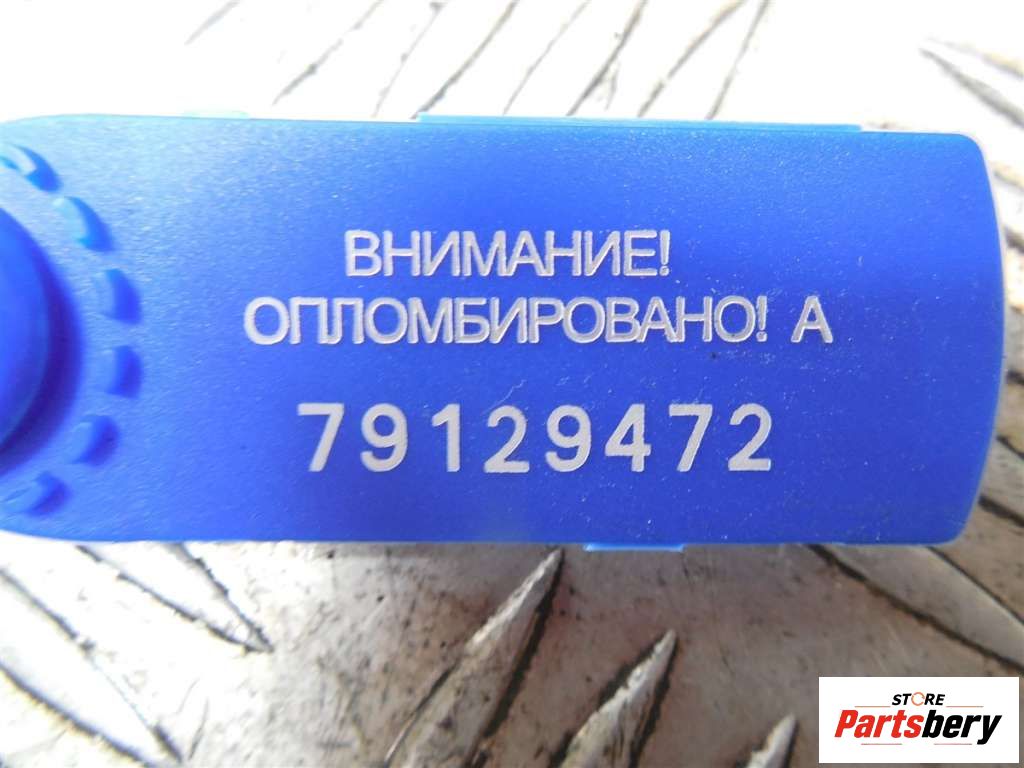 ВНИМАНИЕ!
ОПЛОМБИРОВАНО! А
79129472
STORE
Partsbery